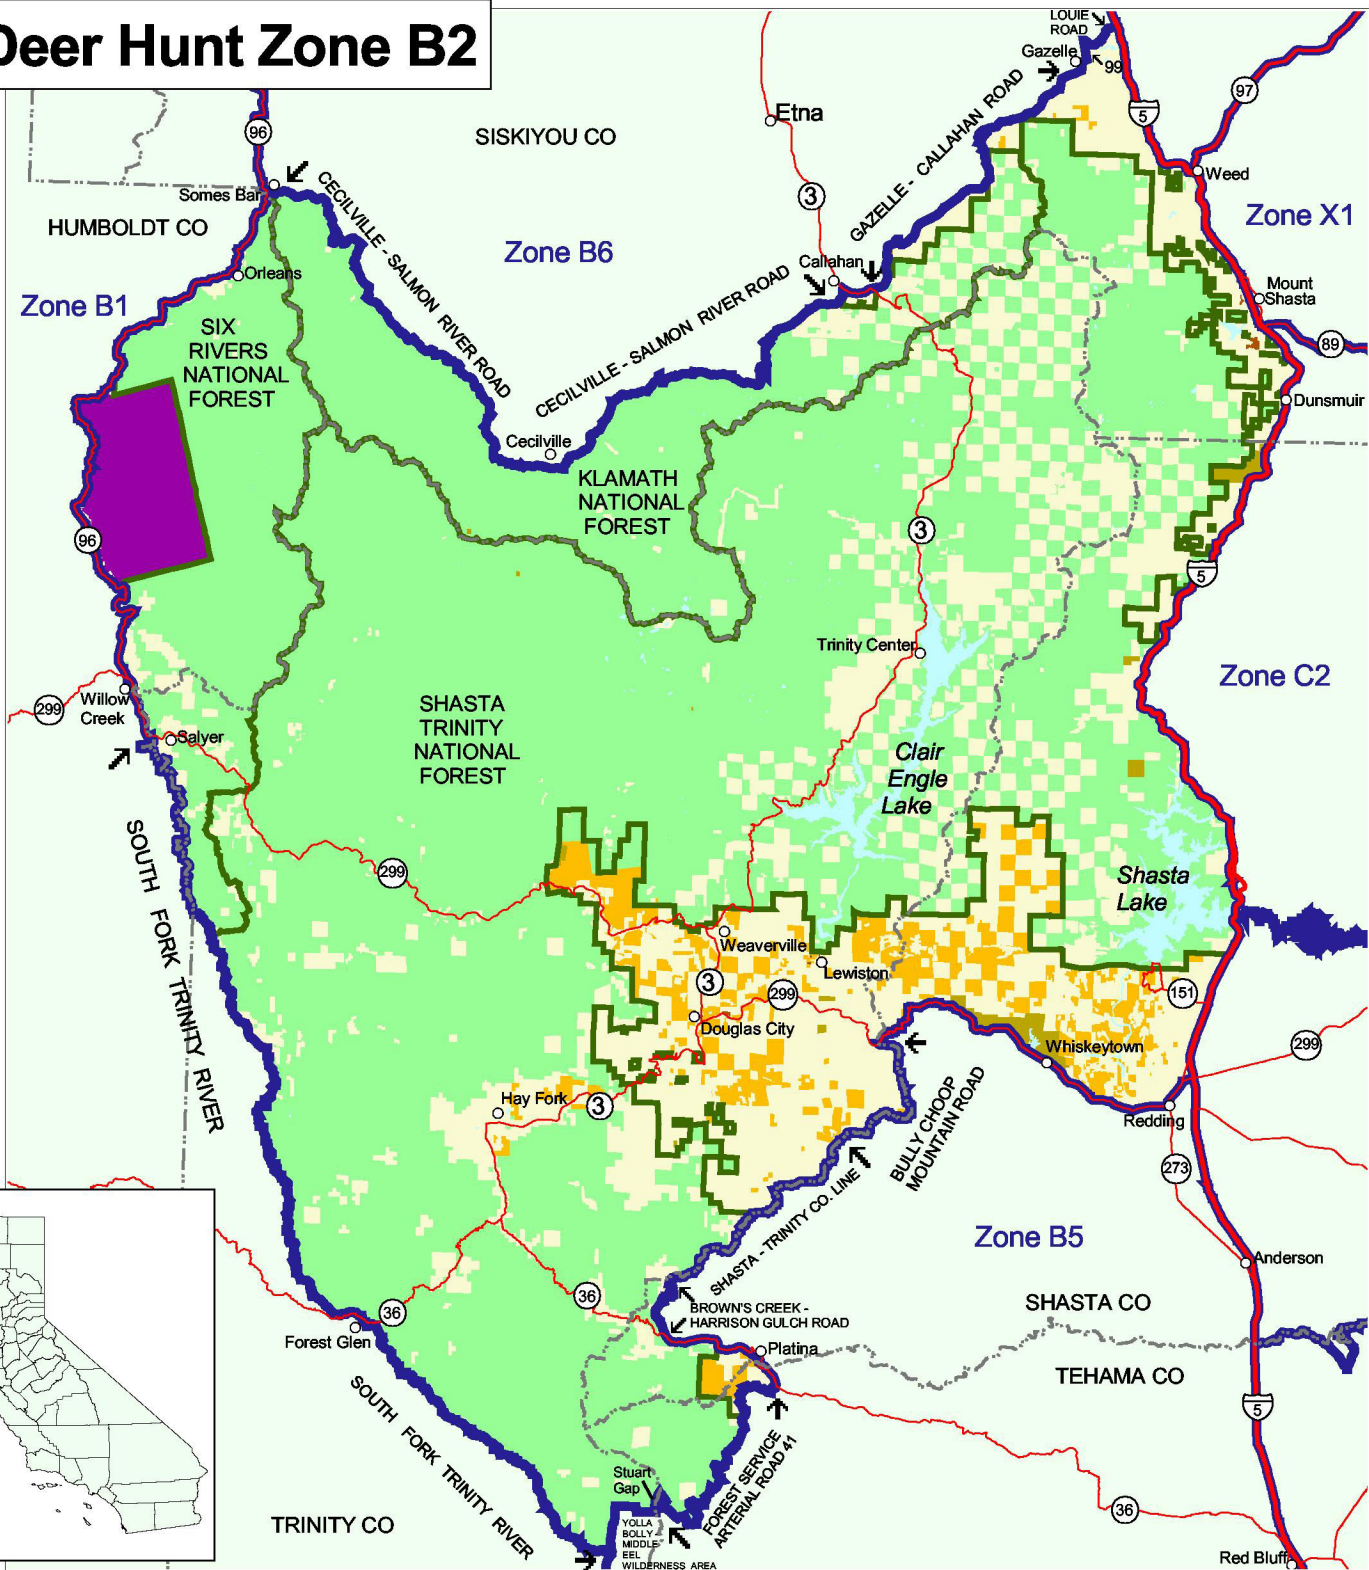 Deer Hunt Zone B2
LOUIE
ROAD
Gazelle
99
97
5
Etna
SISKIYOU CO
96
GAZELLE - CALLAHAN ROAD
Weed
3
Somes Bar
CECILVILLE - SALMON RIVER ROAD
HUMBOLDT CO
Zone X1
Zone B6
Callahan
Orleans
Mount
Shasta
Zone B1
CECILVILLE - SALMON RIVER ROAD
SIX
RIVERS
NATIONAL
FOREST
89
Dunsmuir
Cecilville
KLAMATH
NATIONAL
FOREST
3
96
5
Trinity Center
Zone C2
Willow
Creek
299
SHASTA
TRINITY
NATIONAL
FOREST
Salyer
Clair
Engle
Lake
SOUTH FORK TRINITY RIVER
299
Shasta
Lake
Weaverville
Lewiston
3
299
151
Douglas City
Whiskeytown
299
Hay Fork
3
Redding
BULLY CHOOP
MOUNTAIN ROAD
273
SHASTA - TRINITY CO. LINE
Zone B5
Anderson
36
36
BROWN'S CREEK -
HARRISON GULCH ROAD
SHASTA CO
Forest Glen
Platina
TEHAMA CO
SOUTH FORK TRINITY RIVER
5
FOREST SERVICE
ARTERIAL ROAD 41
Stuart
Gap
36
TRINITY CO
YOLLA
BOLLY
MIDDLE
EEL
WILDERNESS AREA
Red Bluff